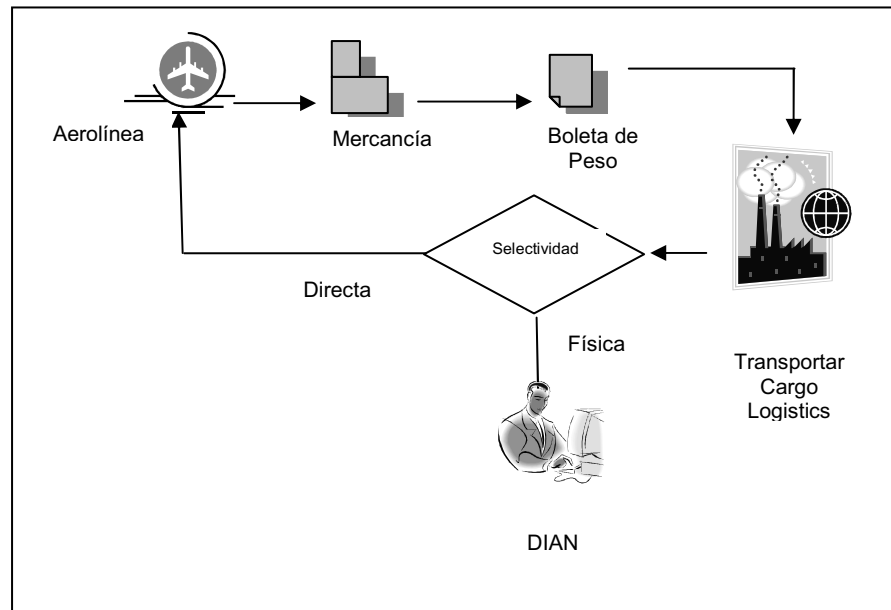 Aerolínea
Mercancía
Boleta de
Peso
Selectividad
Directa
Física
Transportar
Cargo
Logistics
DIAN